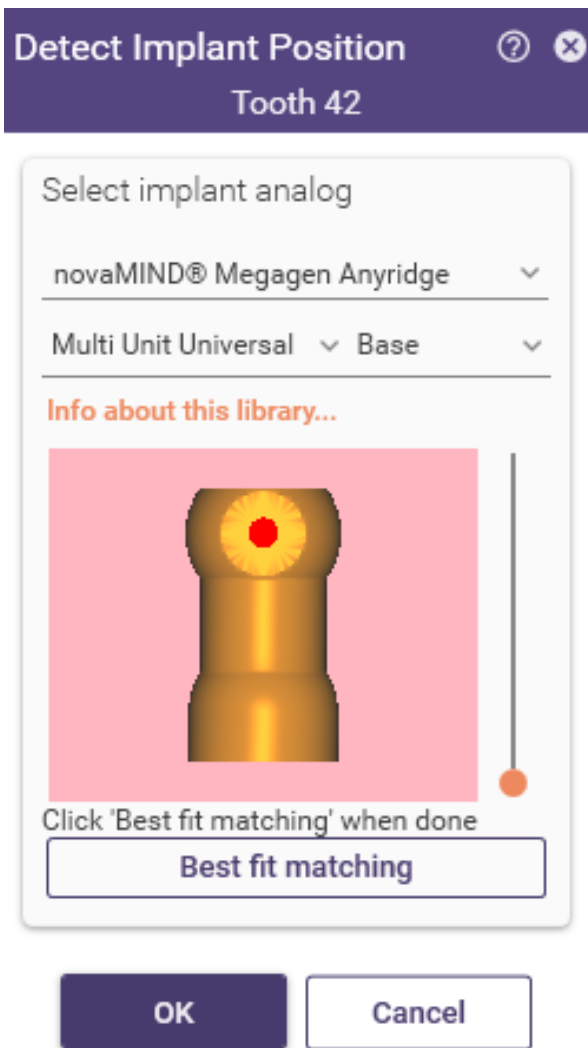 Detect Implant Position
Tooth 42
Select implant analog
novaMIND® Megagen Anyridge
Multi Unit Universal Base
Info about this library...
Click 'Best fit matching' when done
Best fit matching
OK Cancel